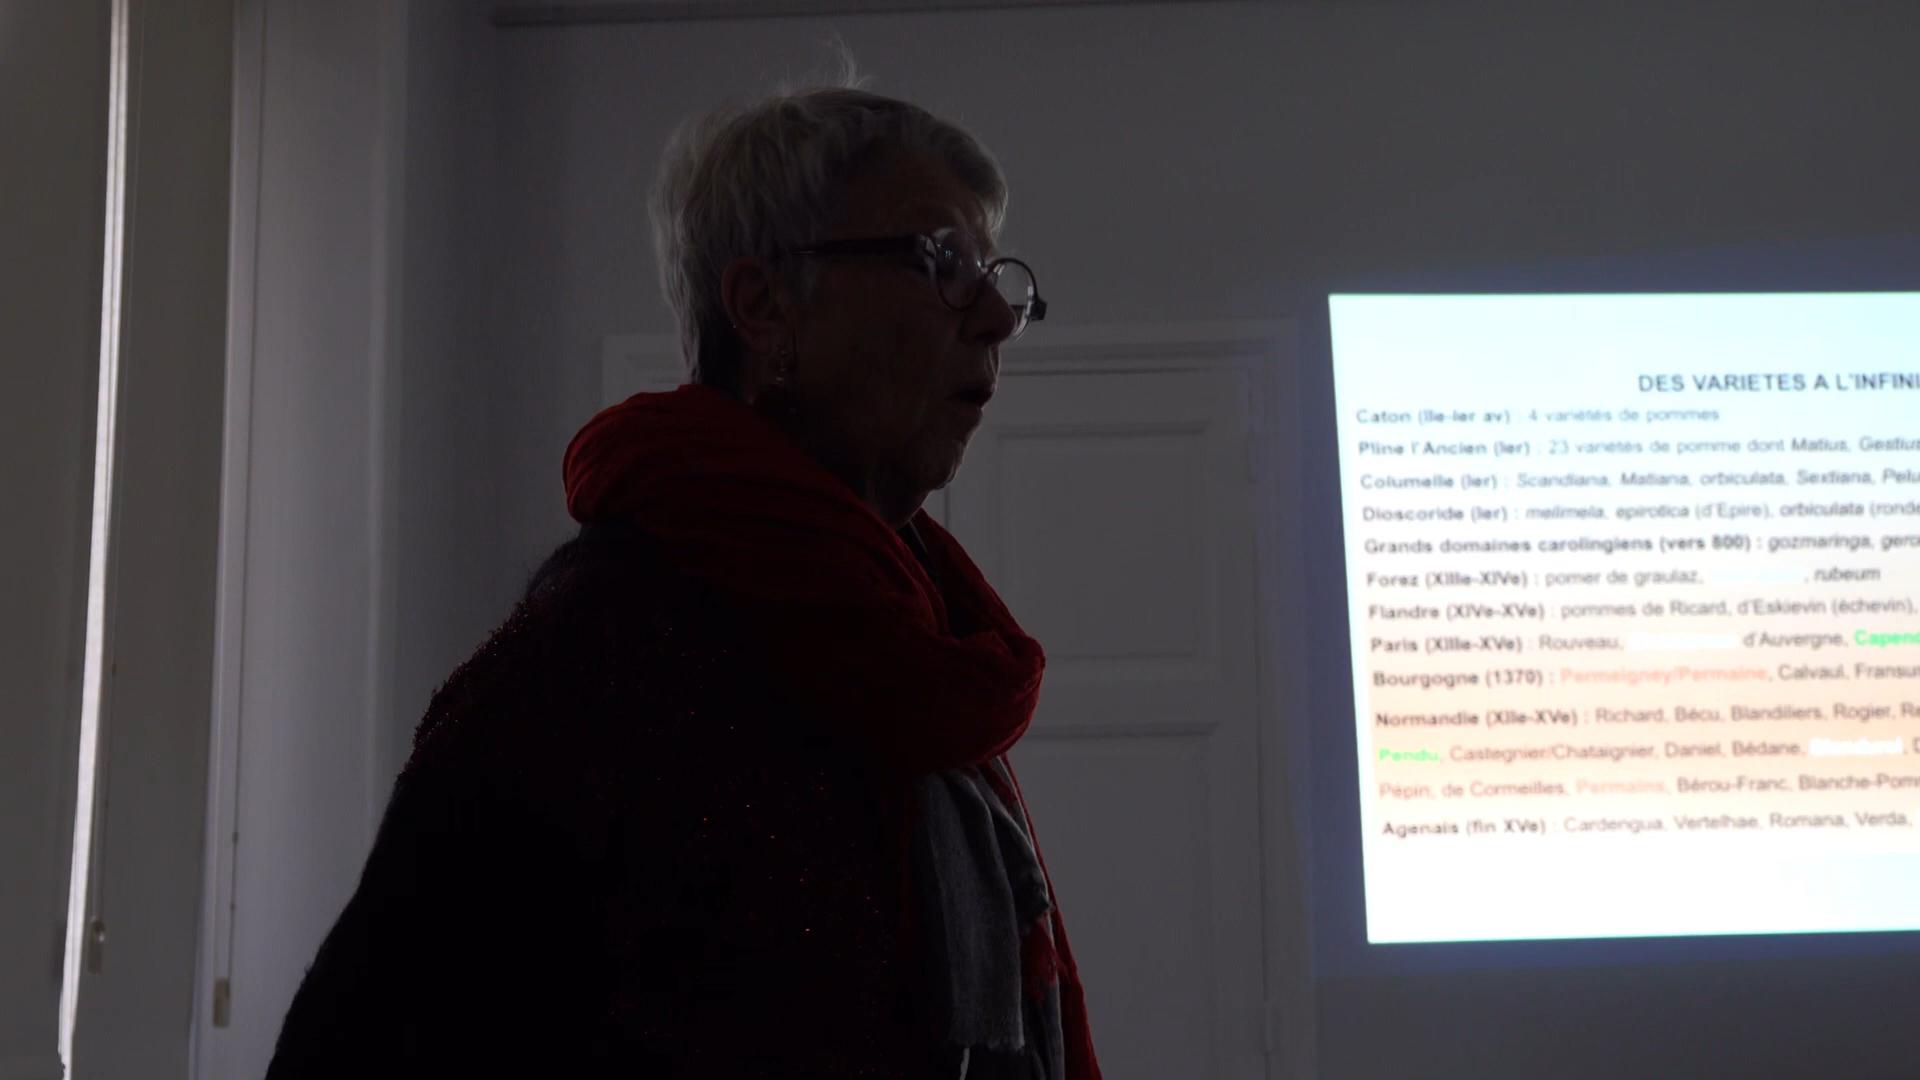 DES VARIETES A L'INFINI
Caton (IIe-Ier av) : 4 variétés de pommes
Pline l'Ancien (Ier) : 23 variétés de pomme dont Matius, Gestius
Columelle (Ier) : Scandiana, Matiana, orbiculata, Sextiana, Pelu
Dioscoride (Ier) : melimela, epirotica (d'Epire), orbiculata (ronde
Grands domaines carolingiens (vers 800) : gozmaringa, gero
Forez (XIIIe-XIVe) : pomer de graulaz, , rubeum
Flandre (XIVe-XVe) : pommes de Ricard, d'Eskievin (échevin),
Paris (XIIIe-XVe) : Rouveau, d'Auvergne, Capend
Bourgogne (1370) : Permeigney/Permaine, Calvaul, Fransu
Normandie (XIIe-XVe) : Richard, Bécu, Blandiliers, Rogier, Re
Pendu, Castegnier/Chataignier, Daniel, Bédane,
Pépin, de Cormeilles, Permains, Bérou-Franc, Blanche-Pom
Agenais (fin XVe) : Cardengua, Vertelhae, Romana, Verda,